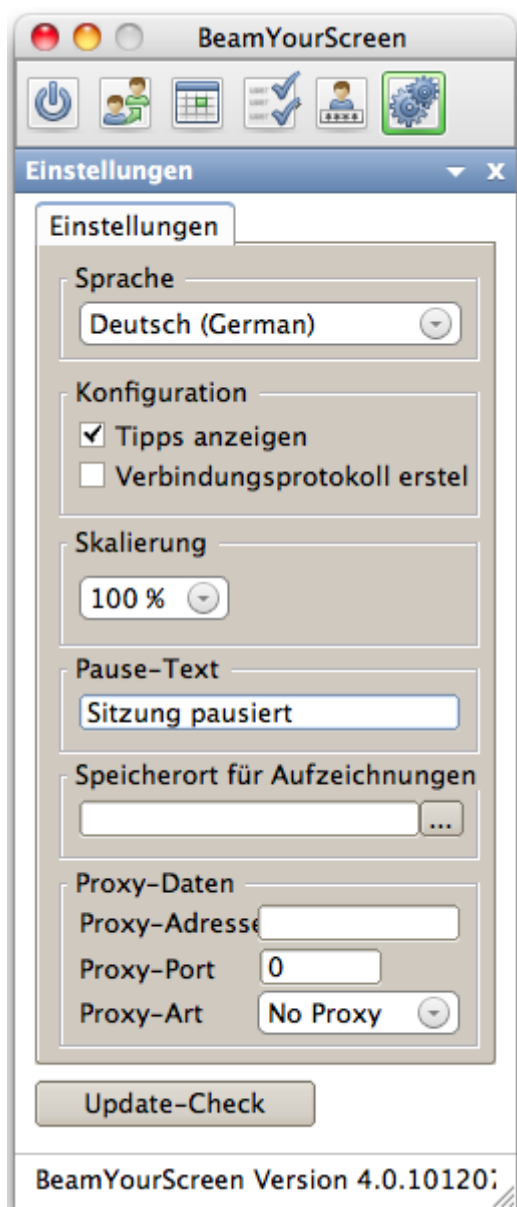 BeamYourScreen
Einstellungen
Einstellungen
Sprache
Deutsch (German)
Konfiguration
Tipps anzeigen
Verbindungsprotokoll erstel
Skalierung
100 %
Pause-Text
Sitzung pausiert
Speicherort für Aufzeichnungen
...
Proxy-Daten
Proxy-Adresse
Proxy-Port 0
Proxy-Art No Proxy
Update-Check
BeamYourScreen Version 4.0.101207